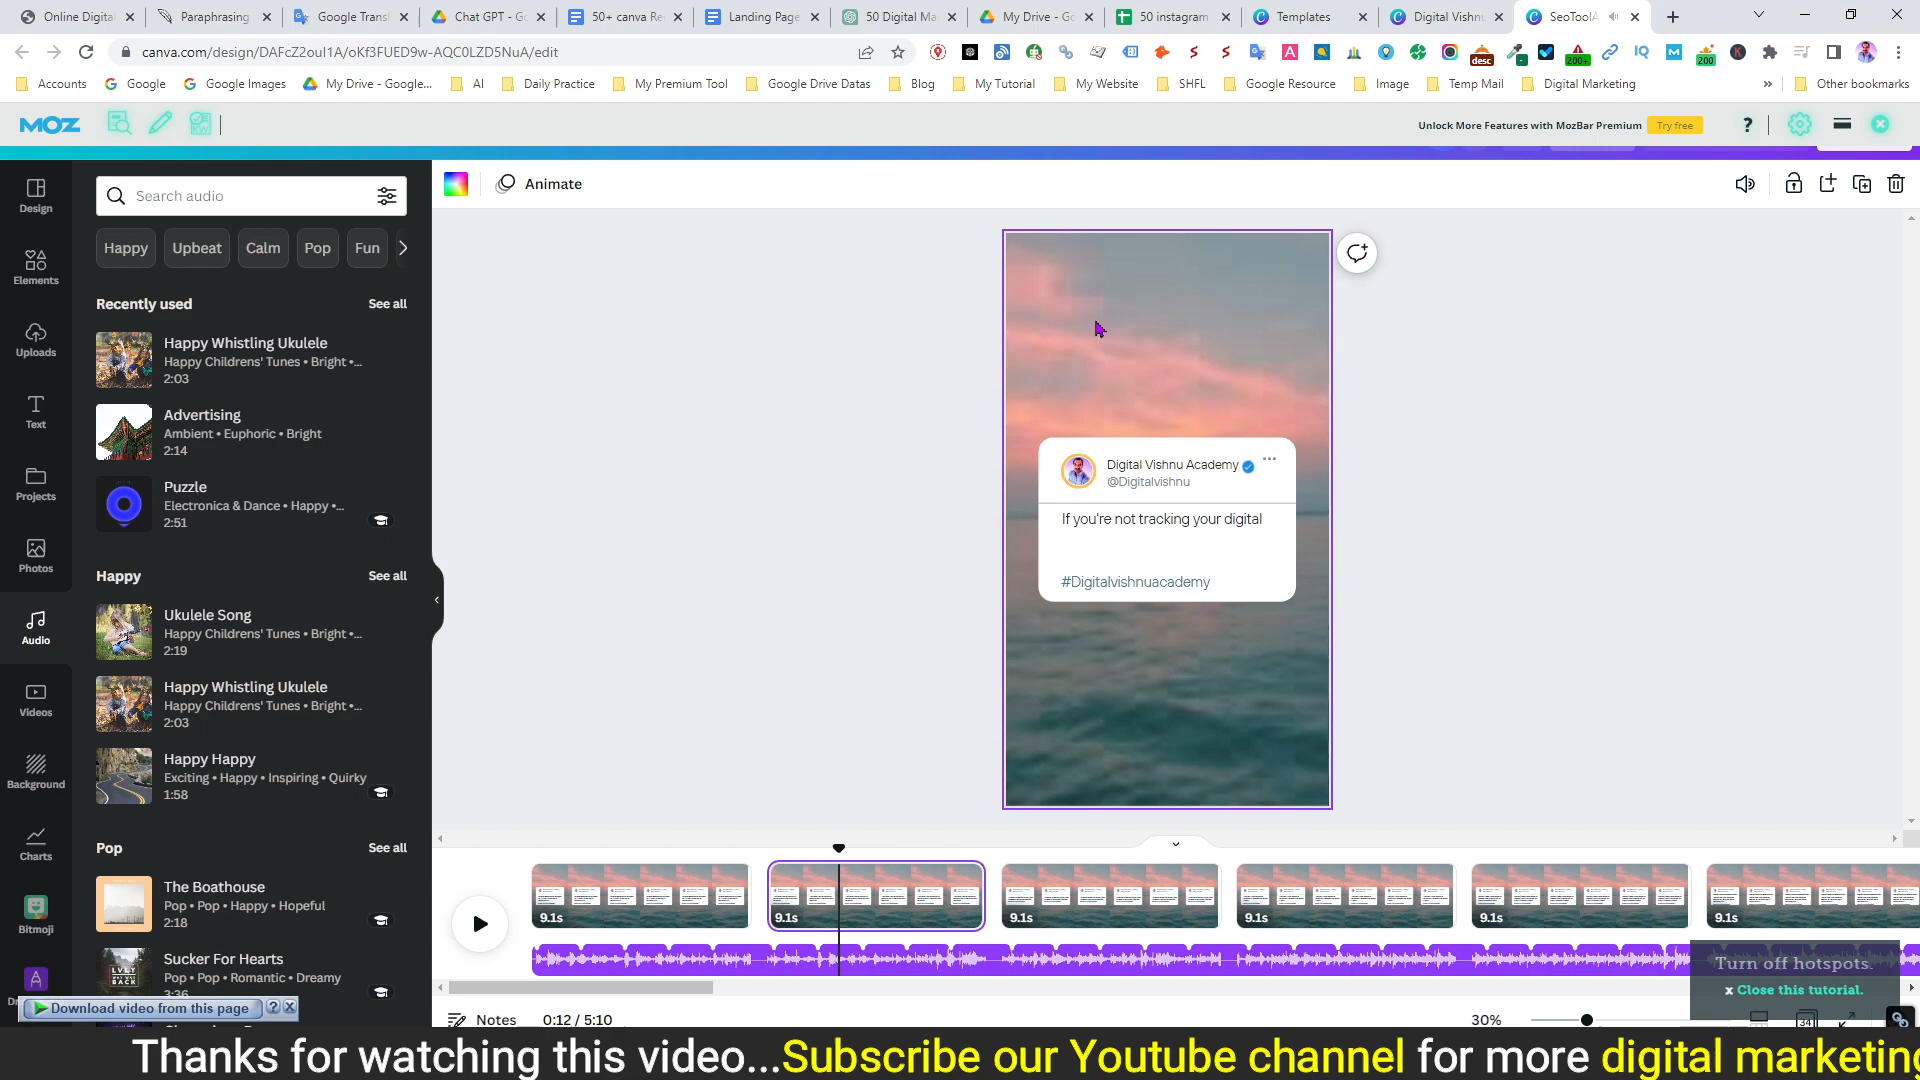 Online Digita
Paraphrasing
Google Transl
Chat GPT - Go
50+ canva Re
Landing Page
50 Digital Ma
My Drive - Go
50 instagram
Templates
Digital Vishnu
SeoToolA
canva.com/design/DAFcZ2ouI1A/oKf3FUED9w-AQC0LZD5NuA/edit
Accounts
Google
Google Images
My Drive - Google...
AI
Daily Practice
My Premium Tool
Google Drive Datas
Blog
My Tutorial
My Website
SHFL
Google Resource
Image
Temp Mail
Digital Marketing
»
Other bookmarks
MOZ
Unlock More Features with MozBar Premium
Try free
?
Design
Elements
Uploads
Text
Projects
Photos
Audio
Videos
Background
Charts
Bitmoji
Search audio
Happy
Upbeat
Calm
Pop
Fun
Recently used
See all
Happy Whistling Ukulele
Happy Childrens' Tunes • Bright •...
2:03
Advertising
Ambient • Euphoric • Bright
2:14
Puzzle
Electronica & Dance • Happy •...
2:51
Happy
See all
Ukulele Song
Happy Childrens' Tunes • Bright •...
2:19
Happy Whistling Ukulele
Happy Childrens' Tunes • Bright •...
2:03
Happy Happy
Exciting • Happy • Inspiring • Quirky
1:58
Pop
See all
The Boathouse
Pop • Pop • Happy • Hopeful
2:18
Sucker For Hearts
Pop • Pop • Romantic • Dreamy
3:36
Download video from this page
Animate
Digital Vishnu Academy
@Digitalvishnu
If you're not tracking your digital
#Digitalvishnuacademy
9.1s
9.1s
9.1s
9.1s
9.1s
9.1s
Turn off hotspots.
x Close this tutorial.
Notes
0:12 / 5:10
30%
34
Thanks for watching this video...Subscribe our Youtube channel for more digital marketing